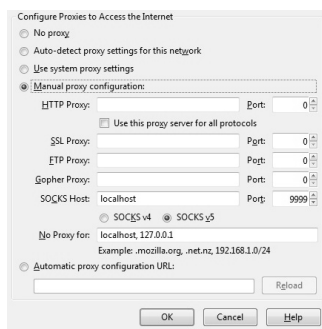 Configure Proxies to Access the Internet
No proxy
Auto-detect proxy settings for this network
Use system proxy settings
Manual proxy configuration:
HTTP Proxy: Port: 0
Use this proxy server for all protocols
SSL Proxy: Port: 0
FTP Proxy: Port: 0
Gopher Proxy: Port: 0
SOCKS Host: localhost Port: 9999
SOCKS v4 SOCKS v5
No Proxy for: localhost, 127.0.0.1
Example: .mozilla.org, .net.nz, 192.168.1.0/24
Automatic proxy configuration URL:
Reload
OK Cancel Help